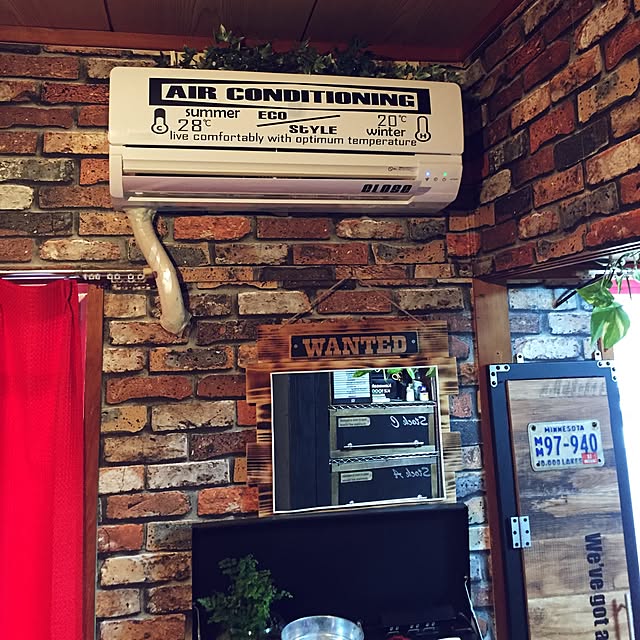 AIR CONDITIONING
summer ECO 20℃
28℃ STYLE winter
live comfortably with optimum temperature
WANTED
Stock C
Stock A
MINNESOTA
97-940
10,000 LAKES
We've got a